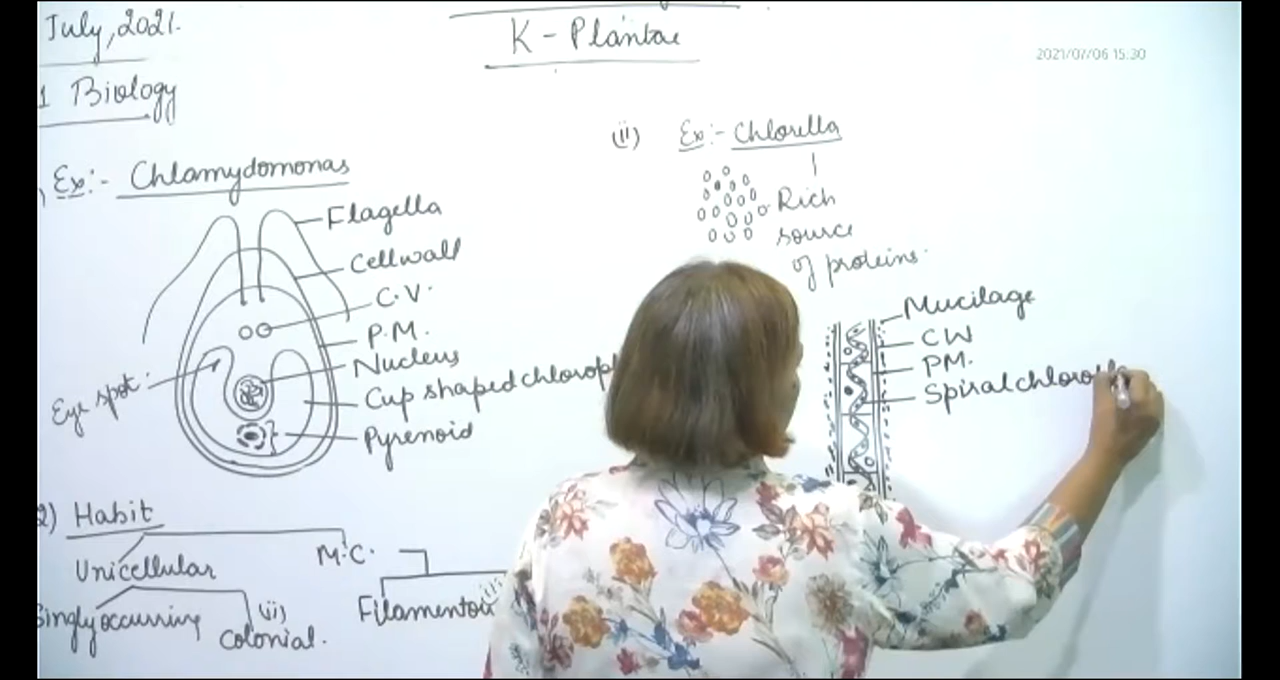 July, 2021.
K - Plantae
2021/07/06 15:30
1 Biology
(ii) Ex:- Chlorella
Ex:- Chlamydomonas
Rich
source
of proteins.
Flagella
Cellwall
C.V.
P.M.
Nucleus
Cup shaped chlorop
Pyrenoid
Eye spot
Mucilage
CW
PM.
Spiral chloro
2) Habit
Unicellular
M.C.
Singly occurring
(ii)
Colonial.
Filamentou
(ii)